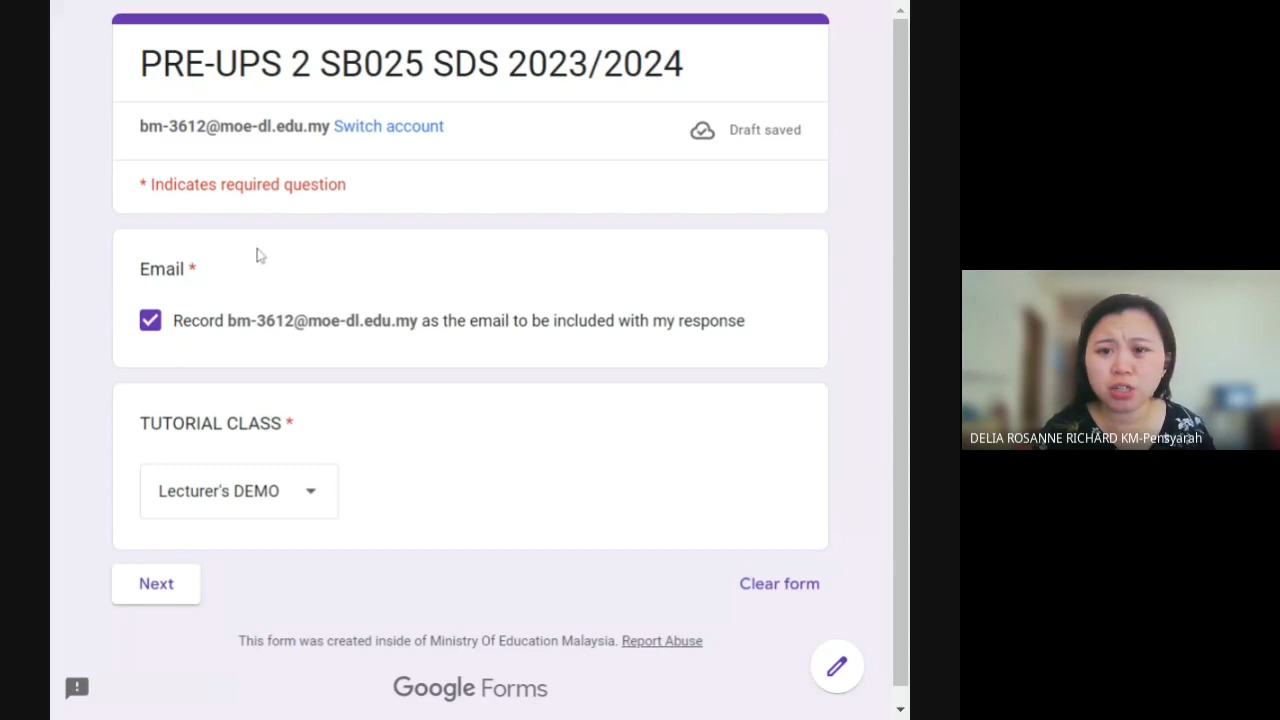 PRE-UPS 2 SB025 SDS 2023/2024
bm-3612@moe-dl.edu.my Switch account
Draft saved
* Indicates required question
Email *
Record bm-3612@moe-dl.edu.my as the email to be included with my response
TUTORIAL CLASS *
Lecturer's DEMO
Next
Clear form
This form was created inside of Ministry Of Education Malaysia. Report Abuse
Google Forms
DELIA ROSANNE RICHARD KM-Pensyarah